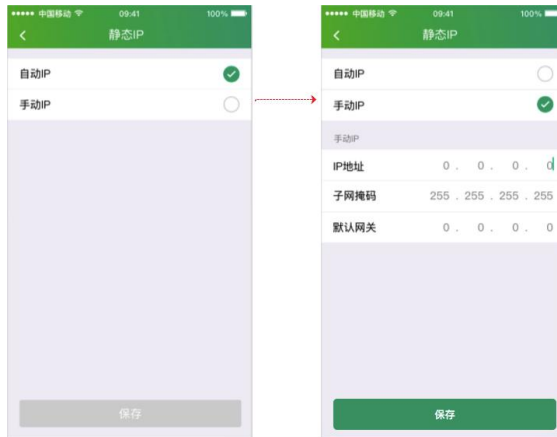 中国移动 09:41 100%
静态IP
自动IP
手动IP
保存
中国移动 09:41 100%
静态IP
自动IP
手动IP
手动IP
IP地址 0 . 0 . 0 . 0
子网掩码 255 . 255 . 255 . 255
默认网关 0 . 0 . 0 . 0
保存